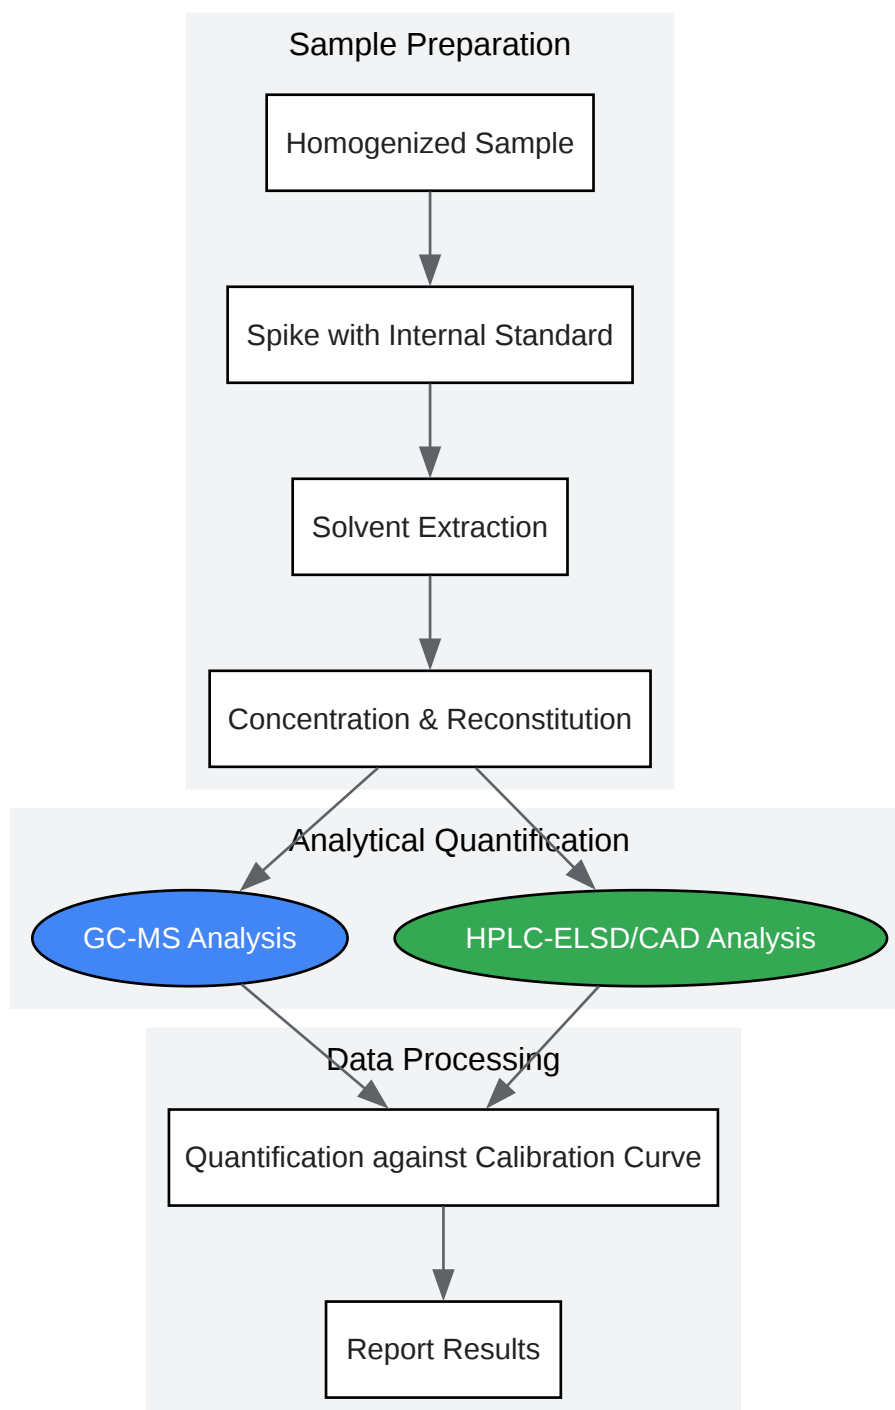 Sample Preparation
Homogenized Sample
Spike with Internal Standard
Solvent Extraction
Concentration & Reconstitution
Analytical Quantification
GC-MS Analysis
HPLC-ELSD/CAD Analysis
Data Processing
Quantification against Calibration Curve
Report Results